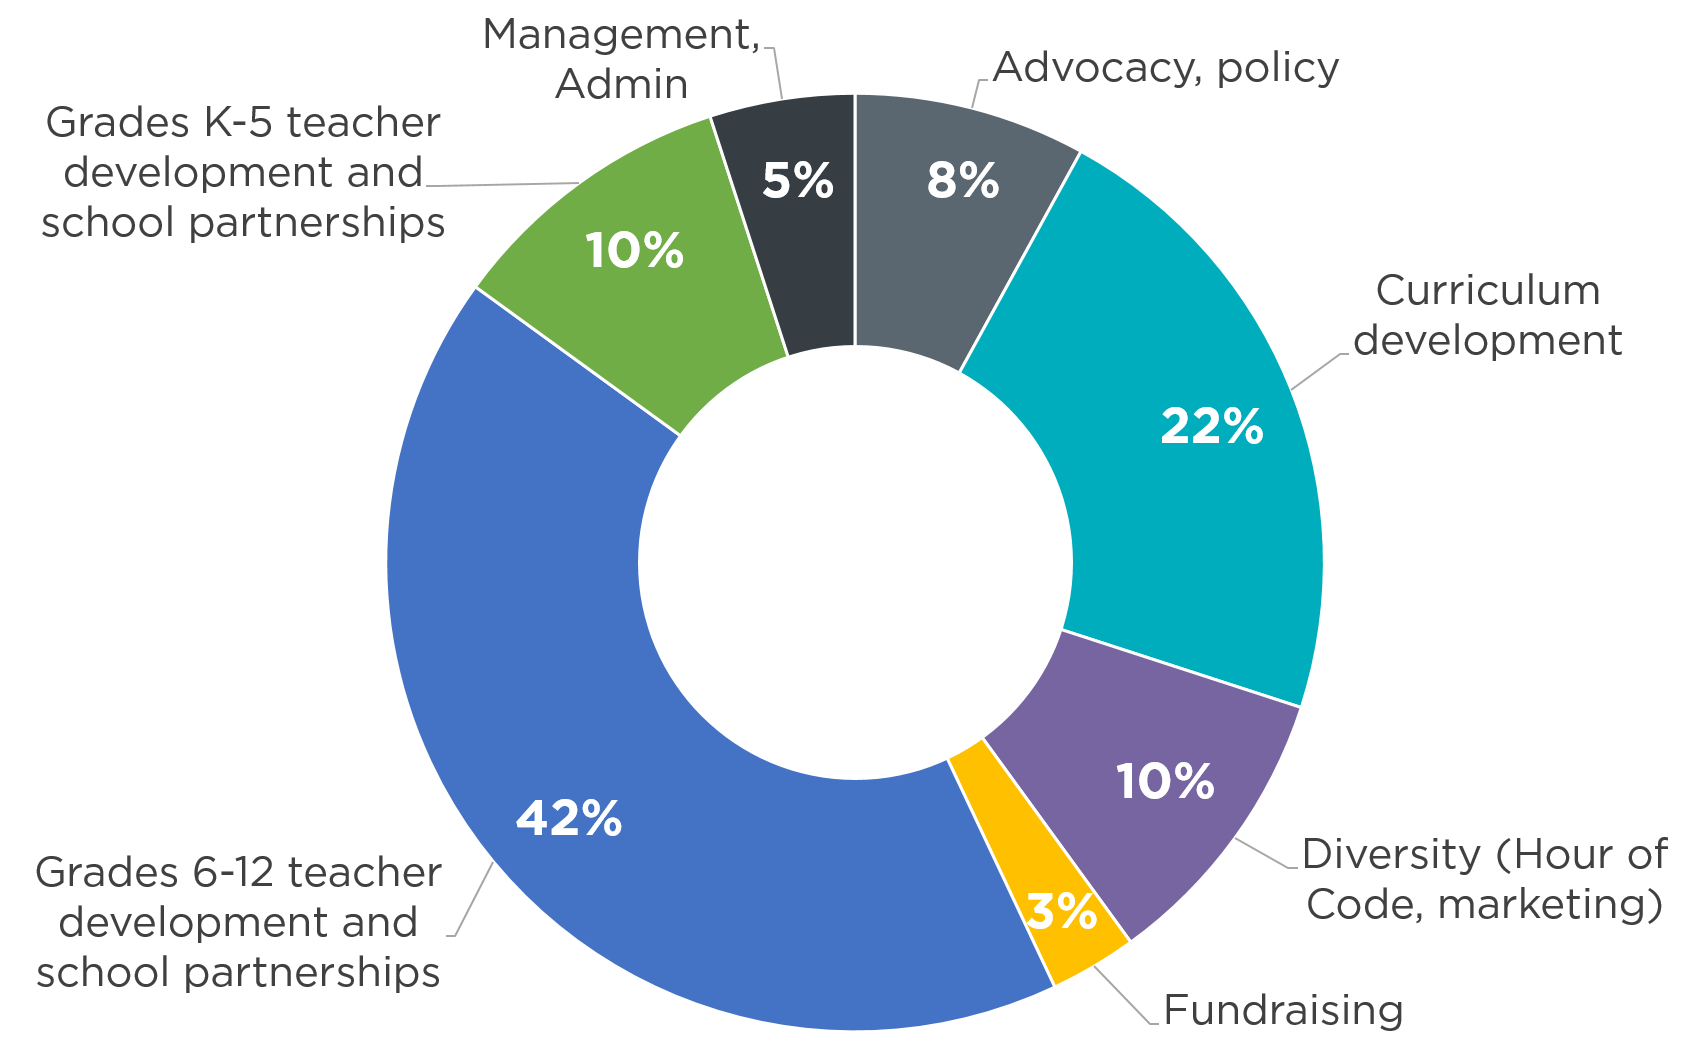 Management,
Admin
Advocacy, policy
Grades K-5 teacher
development and
school partnerships
5%
8%
10%
Curriculum
development
22%
10%
42%
Diversity (Hour of
Code, marketing)
3%
Grades 6-12 teacher
development and
school partnerships
Fundraising